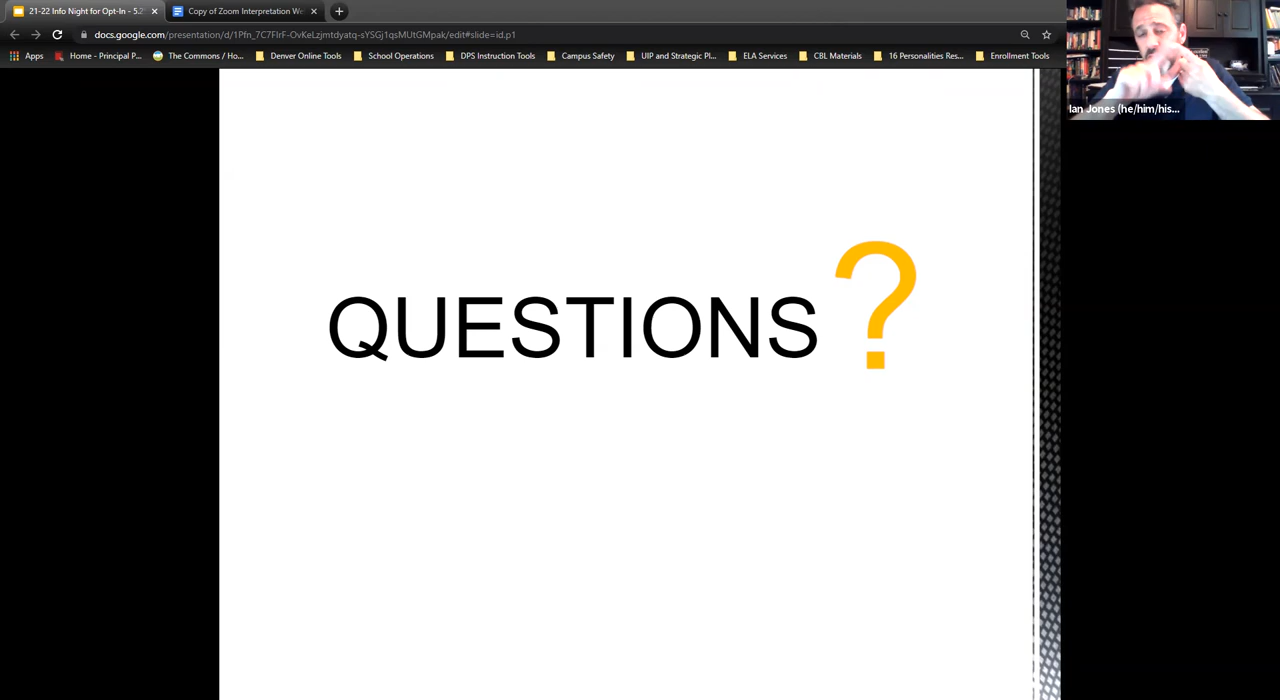 21-22 Info Night for Opt-In - 5.2
Copy of Zoom Interpretation We
docs.google.com/presentation/d/1Pfn_7C7FIrF-OvKeLzjmtdyatq-sYSGj1qsMUtGMpak/edit#slide=id.p1
Apps Home - Principal P... The Commons / Ho... Denver Online Tools School Operations DPS Instruction Tools Campus Safety UIP and Strategic Pl... ELA Services CBL Materials 16 Personalities Res... Enrollment Tools
Ian Jones (he/him/his...
QUESTIONS?